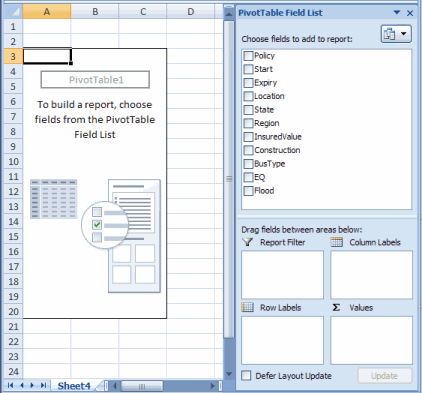 A B C D
1
2
3
4
5
6
7
8
9
10
11
12
13
14
15
16
17
18
19
20
21
22
23
24
PivotTable1
To build a report, choose
fields from the PivotTable
Field List
Sheet4
PivotTable Field List
Choose fields to add to report:
Policy
Start
Expiry
Location
State
Region
InsuredValue
Construction
BusType
EQ
Flood
Drag fields between areas below:
Report Filter
Column Labels
Row Labels
Σ Values
Defer Layout Update
Update